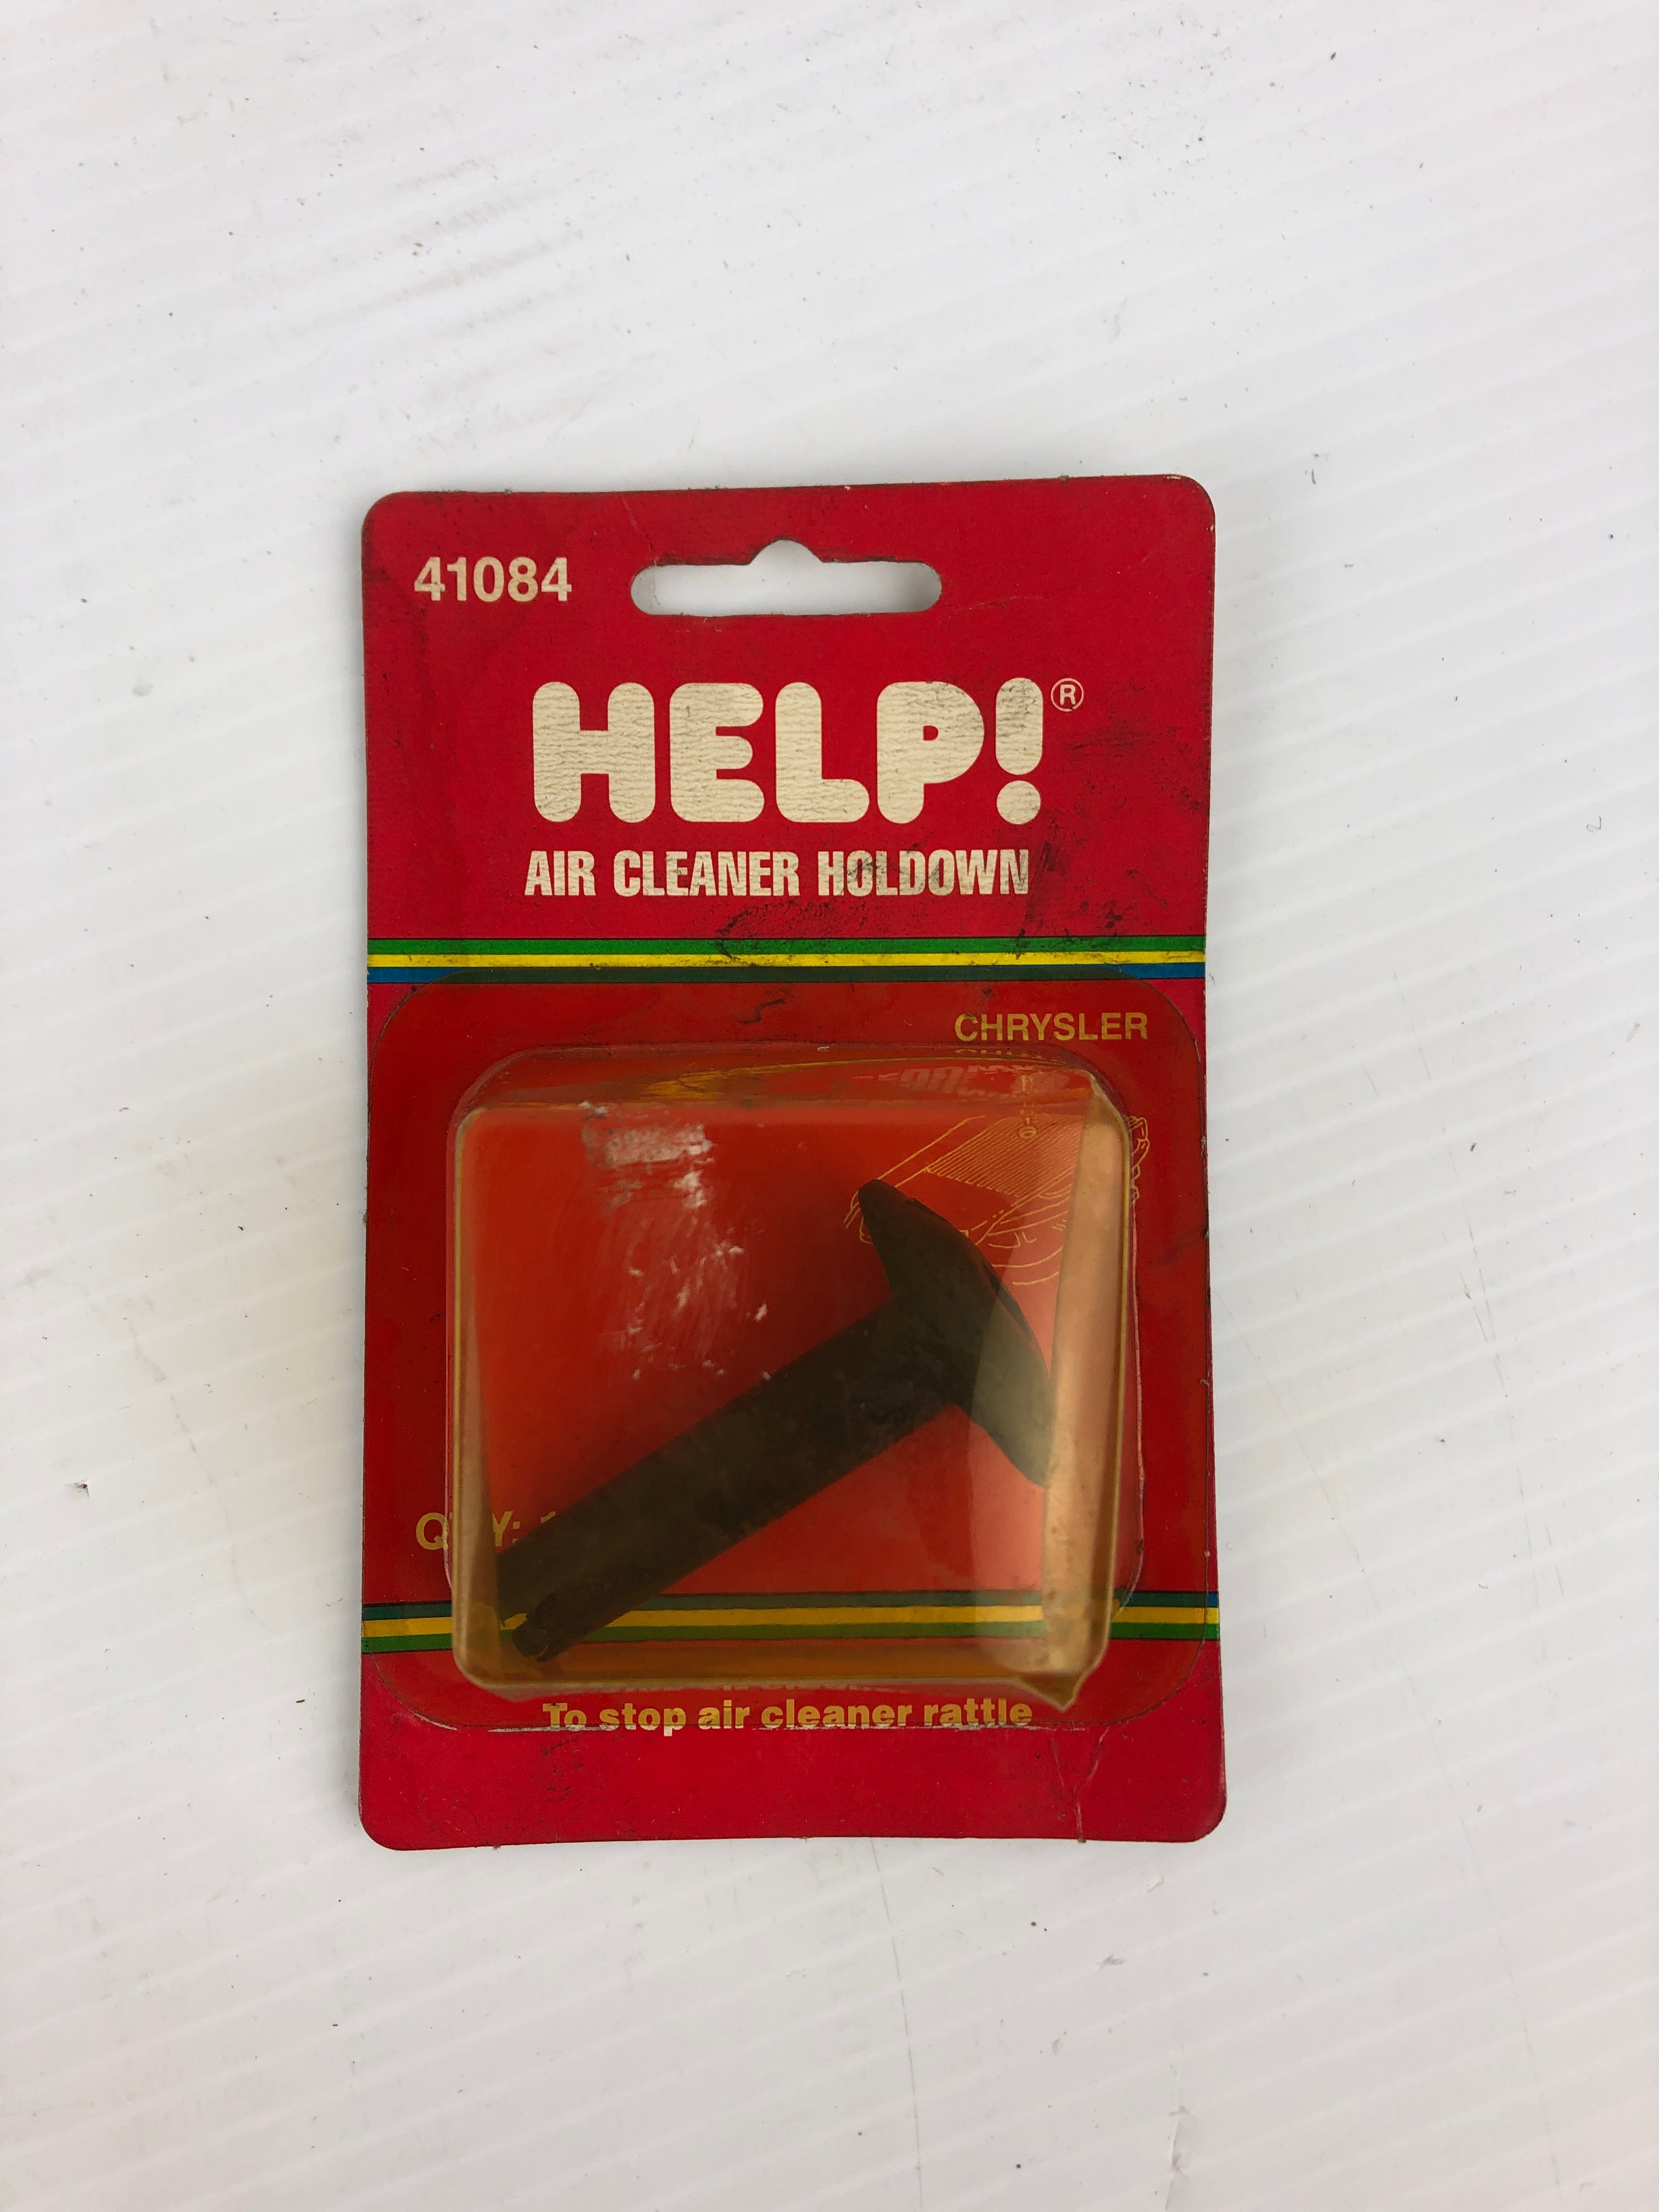 41084
HELP!®
AIR CLEANER HOLDOWN
CHRYSLER
To stop air cleaner rattle